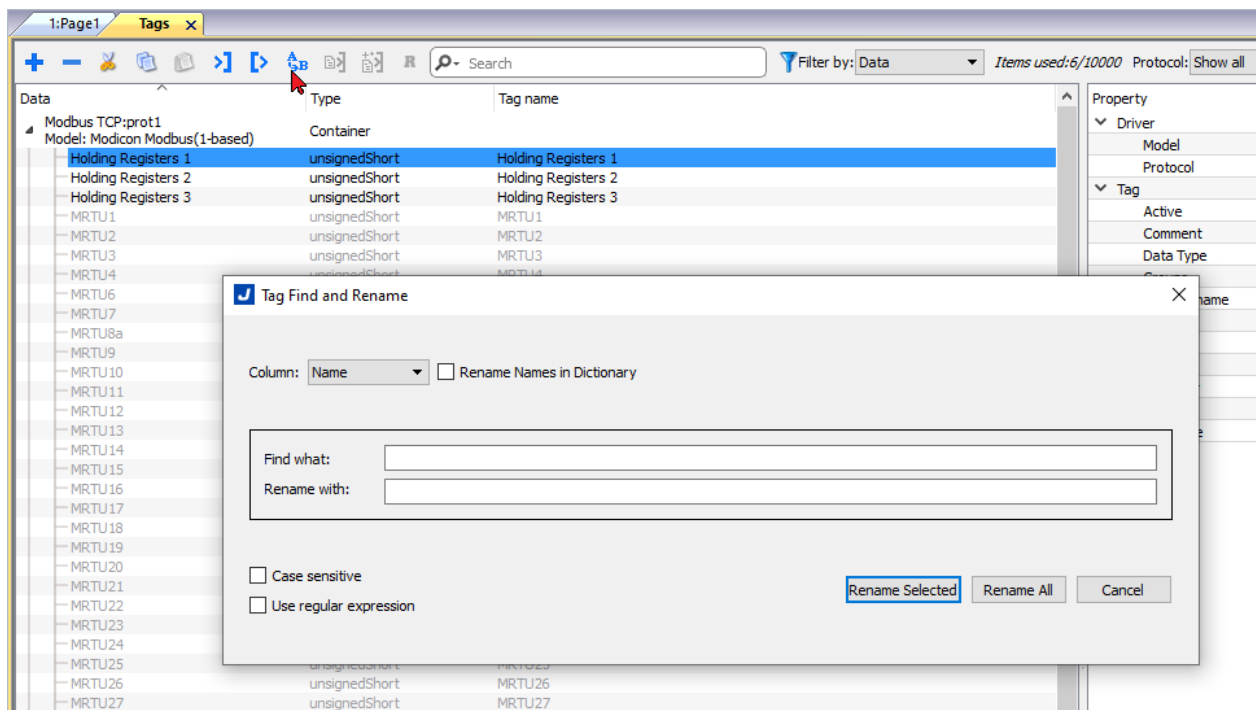 1:Page1 Tags
Search Filter by: Data Items used:6/10000 Protocol: Show all
Data Type Tag name Property
Modbus TCP:prot1
Model: Modicon Modbus(1-based) Container
Driver
Model
Holding Registers 1 unsignedShort Holding Registers 1
Protocol
Holding Registers 2 unsignedShort Holding Registers 2
Tag
Holding Registers 3 unsignedShort Holding Registers 3
Active
MRTU1 unsignedShort MRTU1
Comment
MRTU2 unsignedShort MRTU2
Data Type
MRTU3 unsignedShort MRTU3
MRTU4 unsignedShort MRTU4
MRTU6
MRTU7
MRTU8a
MRTU9
MRTU10
MRTU11
MRTU12
MRTU13
MRTU14
MRTU15
MRTU16
MRTU17
MRTU18
MRTU19
MRTU20
MRTU21
MRTU22
MRTU23
MRTU24
MRTU25 unsignedShort MRTU25
MRTU26 unsignedShort MRTU26
MRTU27 unsignedShort MRTU27
Tag Find and Rename
Column: Name Rename Names in Dictionary
Find what:
Rename with:
Case sensitive
Use regular expression
Rename Selected Rename All Cancel